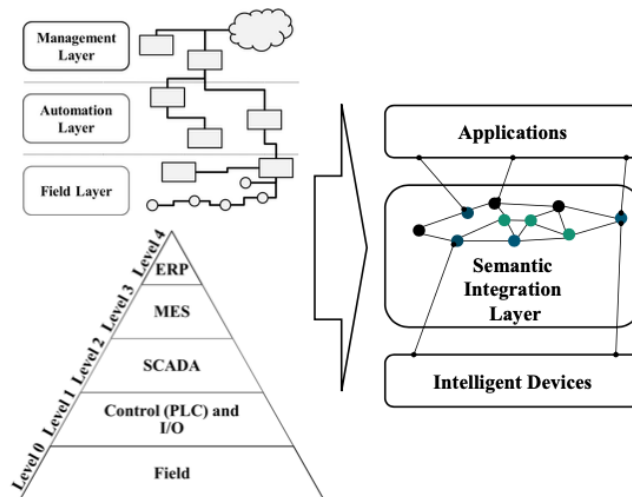 Management
Layer
Automation
Layer
Field Layer
Level 4
ERP
Level 3
MES
Level 2
SCADA
Level 1
Control (PLC) and
I/O
Level 0
Field
Applications
Semantic
Integration
Layer
Intelligent Devices